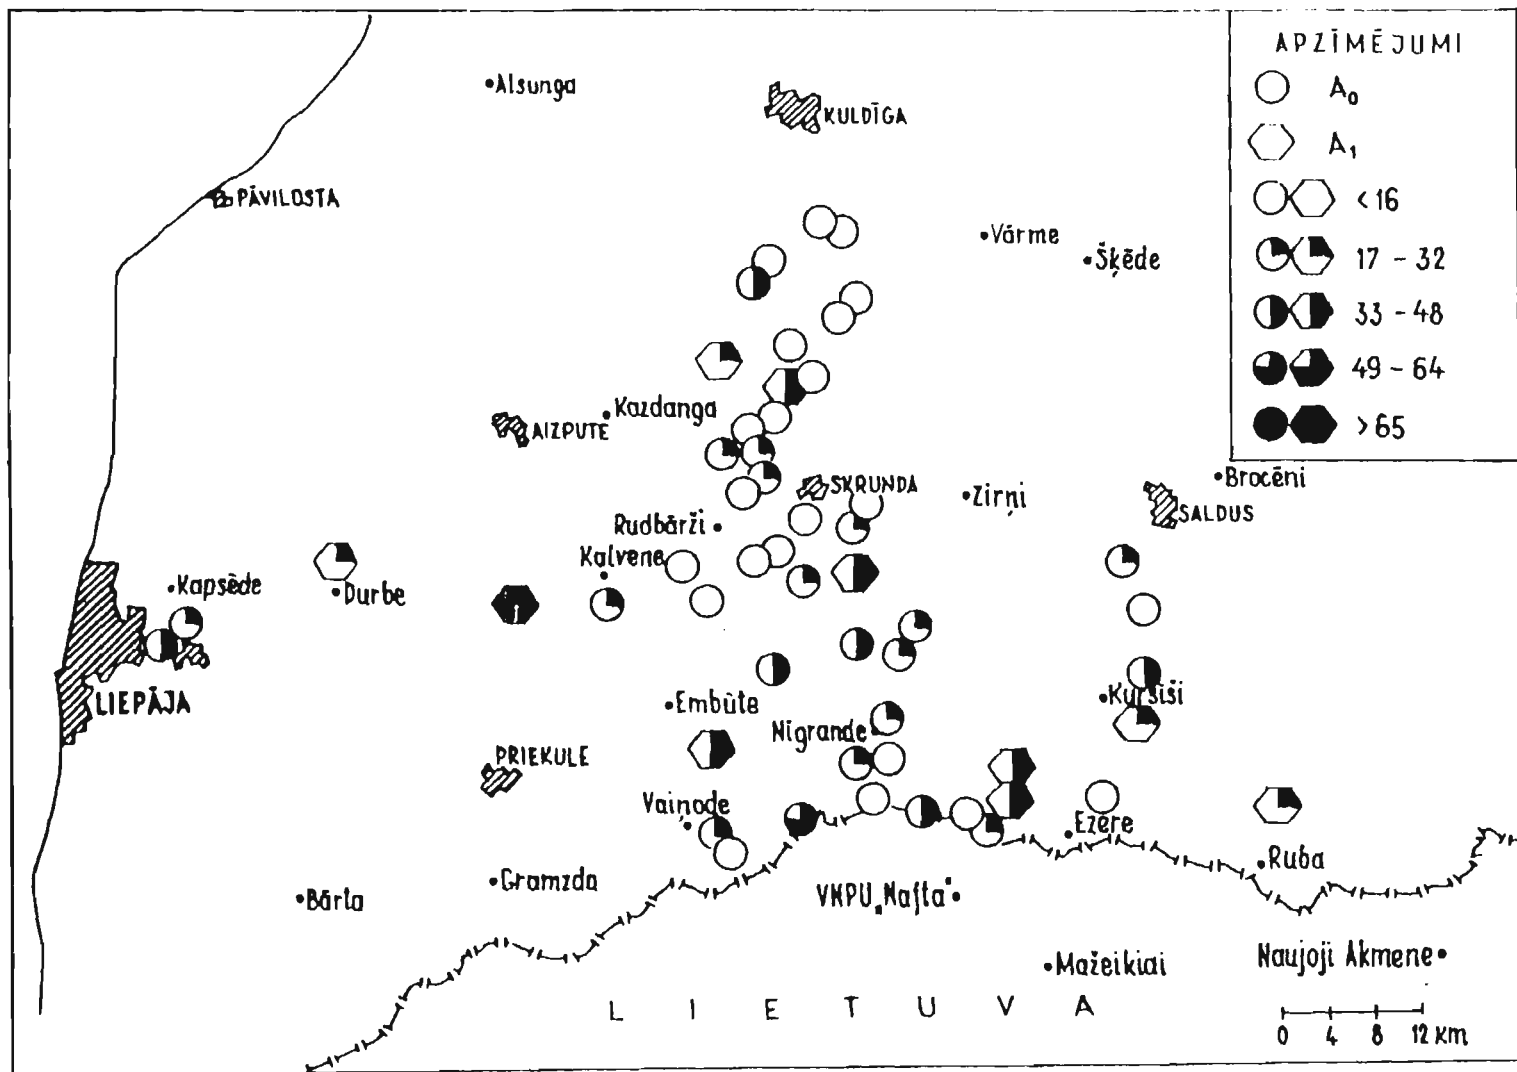 APZĪMĒJUMI
A₀
A₁
<16
17 - 32
33 - 48
49 - 64
>65
Alsunga
KULDĪGA
PĀVILOSTA
Vārme
Šķēde
Kazdanga
AIZPUTE
SKRUNDA
Zirņi
Brocēni
SALDUS
Rudbārži
Kalvene
Kapsēde
Durbe
LIEPĀJA
Embūte
Kursīši
Nīgrande
PRIEKULE
Vaiņode
Ezere
Ruba
Gramzda
Bārta
VNPU „Nafta"
Mažeikiai
Naujoji Akmene
LIETUVA
0 4 8 12 km